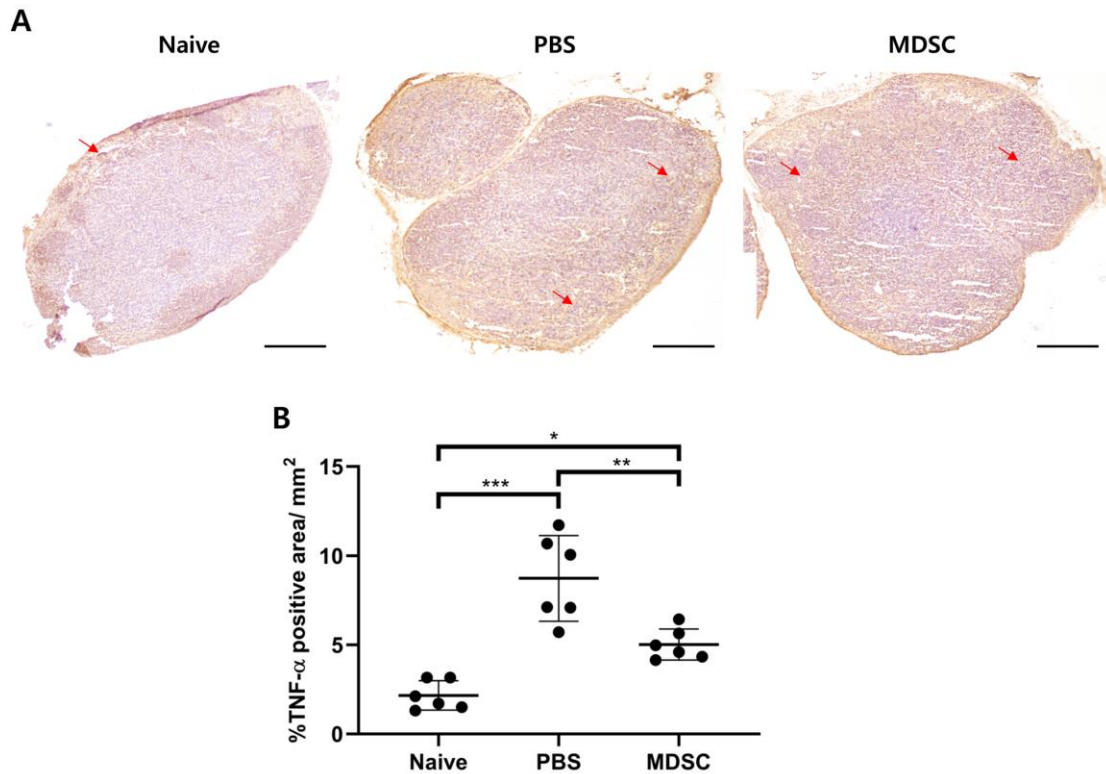 A
Naive
PBS
MDSC
B
*
***
**
%TNF-α positive area/ mm²
15
10
5
0
Naive
PBS
MDSC